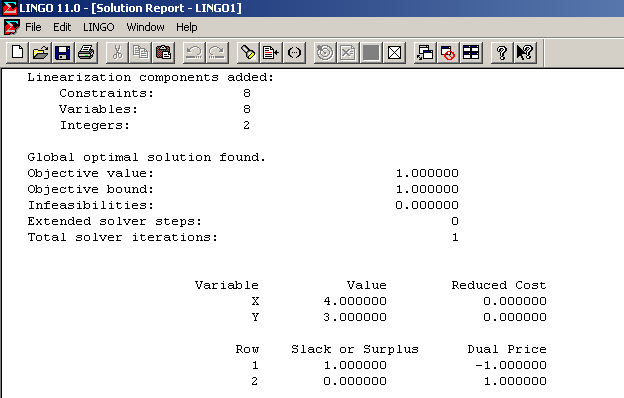 LINGO 11.0 - [Solution Report - LINGO1]
File Edit LINGO Window Help
Linearization components added:
Constraints: 8
Variables: 8
Integers: 2
Global optimal solution found.
Objective value: 1.000000
Objective bound: 1.000000
Infeasibilities: 0.000000
Extended solver steps: 0
Total solver iterations: 1
Variable Value Reduced Cost
X 4.000000 0.000000
Y 3.000000 0.000000
Row Slack or Surplus Dual Price
1 1.000000 -1.000000
2 0.000000 1.000000